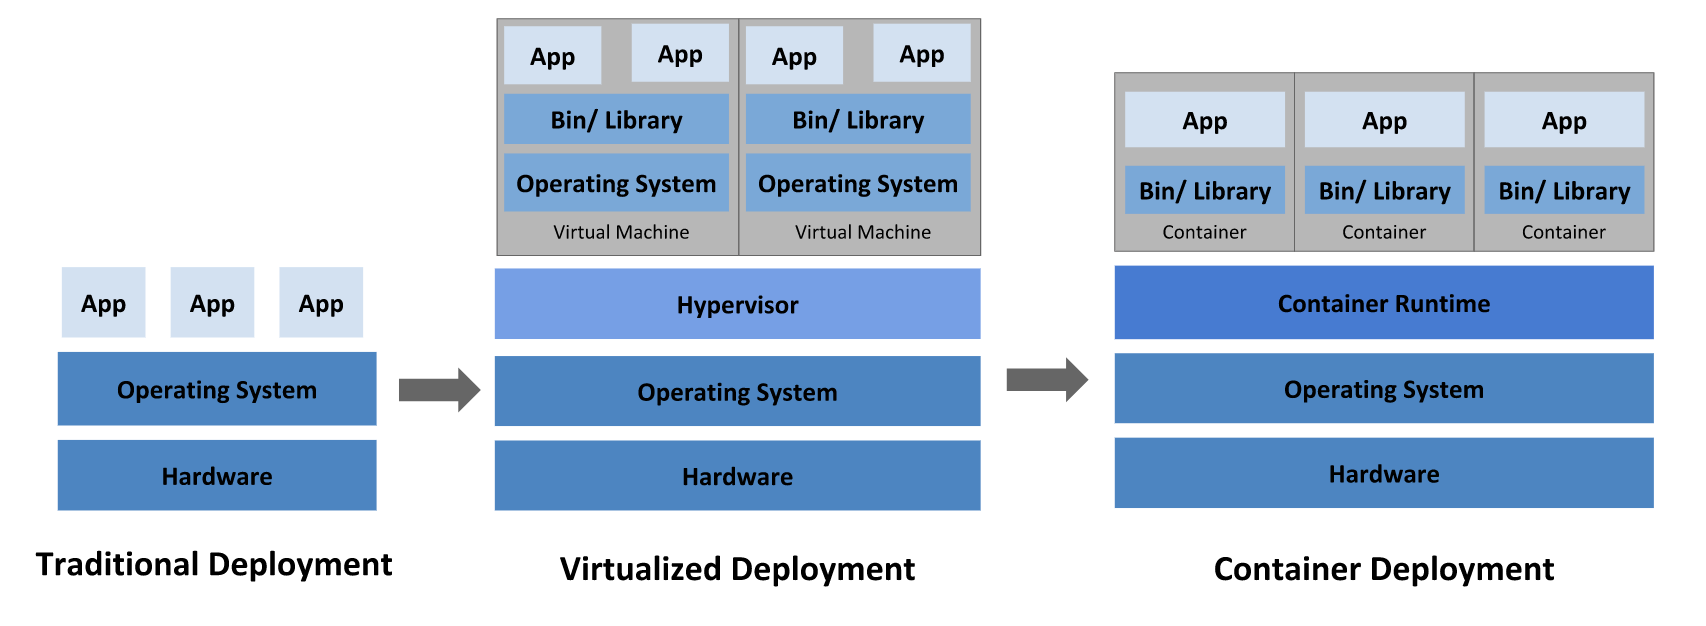 App
App
App
Operating System
Hardware
Traditional Deployment
App
App
App
App
Bin/ Library
Bin/ Library
Operating System
Operating System
Virtual Machine
Virtual Machine
Hypervisor
Operating System
Hardware
Virtualized Deployment
App
App
App
Bin/ Library
Bin/ Library
Bin/ Library
Container
Container
Container
Container Runtime
Operating System
Hardware
Container Deployment